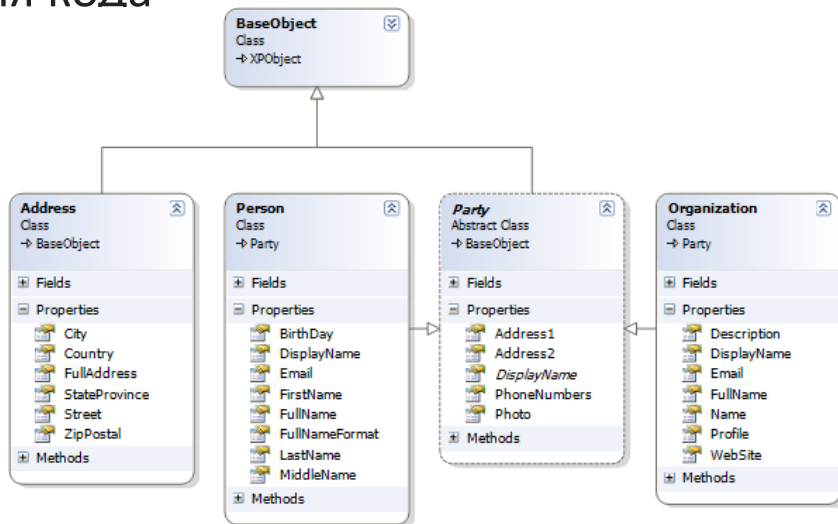 кода
BaseObject
Class
XPObject
Address
Class
BaseObject
Fields
Properties
City
Country
FullAddress
StateProvince
Street
ZipPostal
Methods
Person
Class
Party
Fields
Properties
BirthDay
DisplayName
Email
FirstName
FullName
FullNameFormat
LastName
MiddleName
Methods
Party
Abstract Class
BaseObject
Fields
Properties
Address1
Address2
DisplayName
PhoneNumbers
Photo
Methods
Organization
Class
Party
Fields
Properties
Description
DisplayName
Email
FullName
Name
Profile
WebSite
Methods